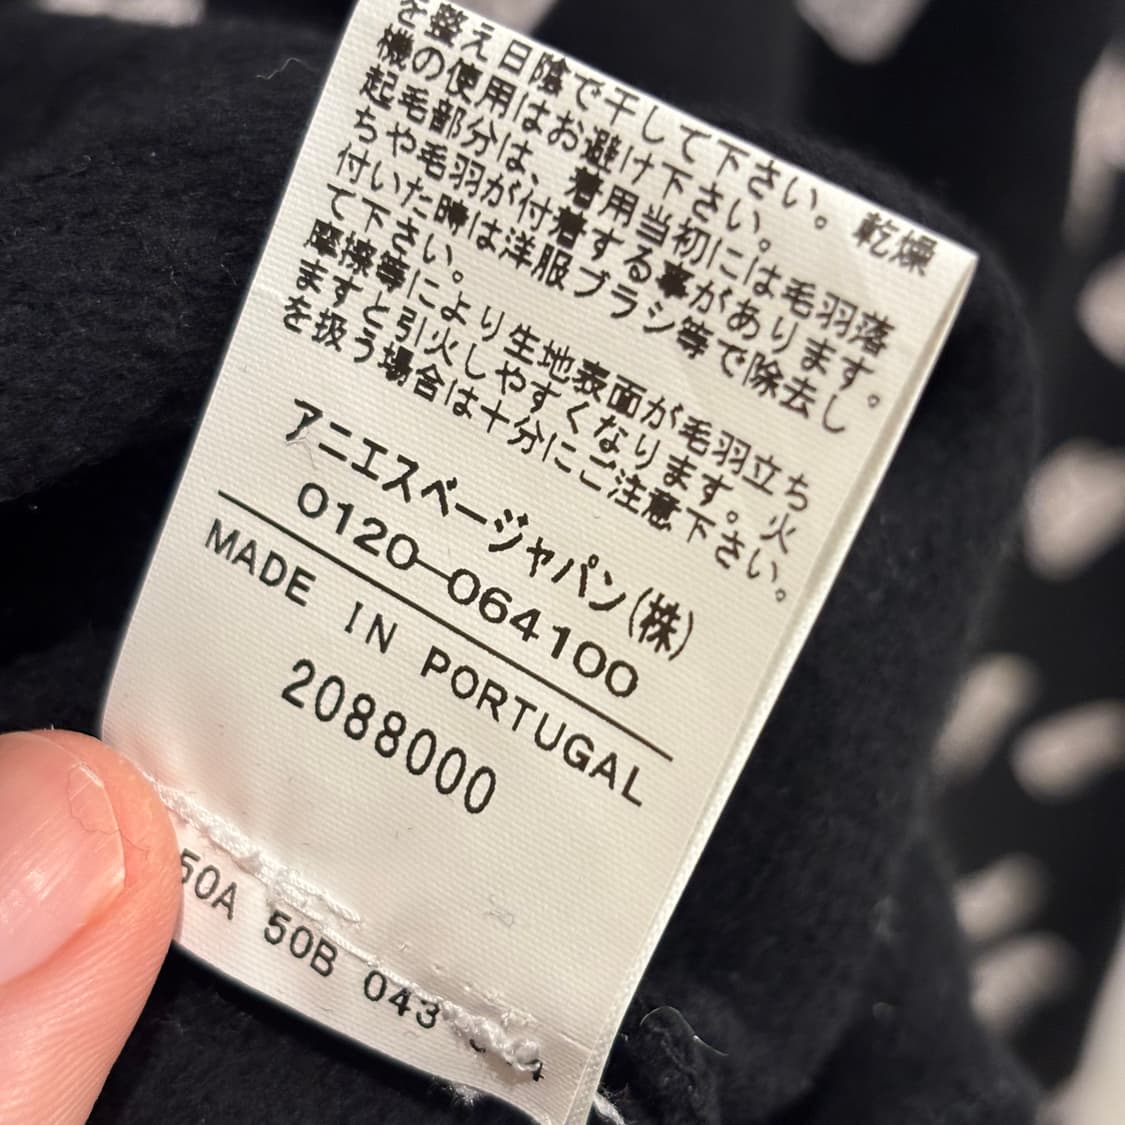 を整え日陰で干して下さい。乾燥
機の使用はお避け下さい。
起毛部分は、着用当初には毛羽落
ちや毛羽が付着する事があります。
付いた時は洋服ブラシ等で除去し
て下さい。
摩擦等により生地表面が毛羽立ち
ますと引火しやすくなります。火
を扱う場合は十分にご注意下さい。
アニエスベージャパン(株)
0120-064100
MADE IN PORTUGAL
2088000
50A 50B 043